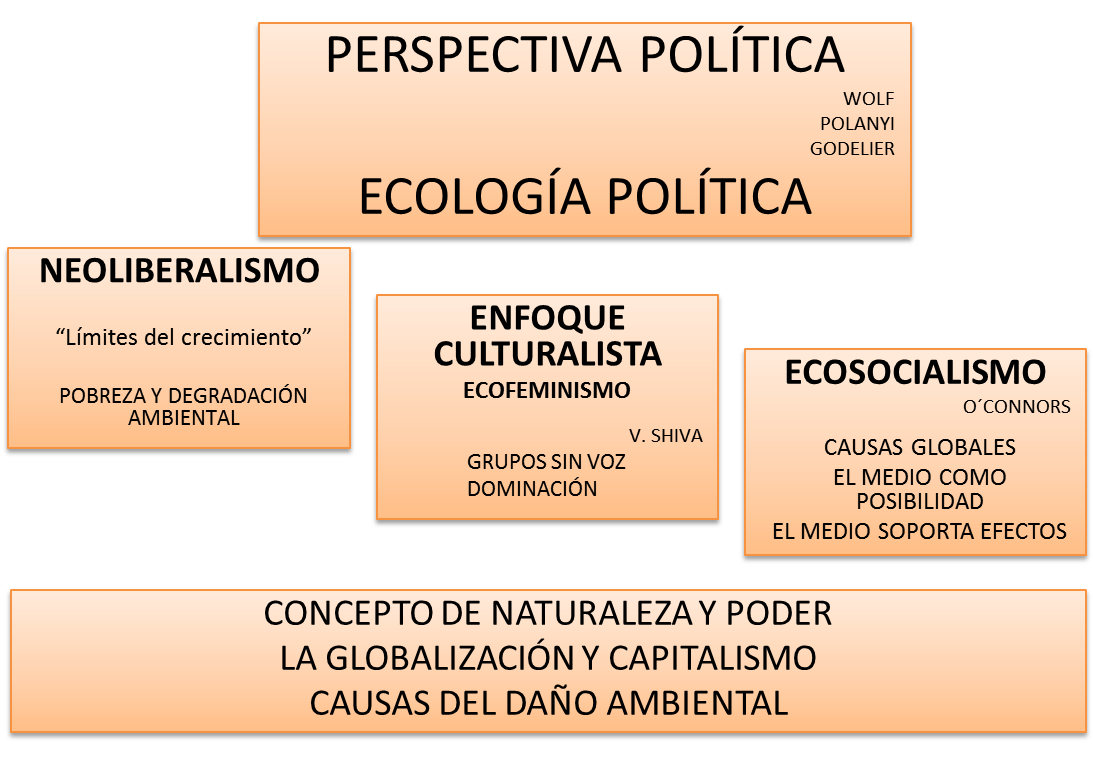 PERSPECTIVA POLÍTICA
WOLF
POLANYI
GODELIER
ECOLOGÍA POLÍTICA
NEOLIBERALISMO
“Límites del crecimiento”
POBREZA Y DEGRADACIÓN
AMBIENTAL
ENFOQUE
CULTURALISTA
ECOFEMINISMO
V. SHIVA
GRUPOS SIN VOZ
DOMINACIÓN
ECOSOCIALISMO
O´CONNORS
CAUSAS GLOBALES
EL MEDIO COMO
POSIBILIDAD
EL MEDIO SOPORTA EFECTOS
CONCEPTO DE NATURALEZA Y PODER
LA GLOBALIZACIÓN Y CAPITALISMO
CAUSAS DEL DAÑO AMBIENTAL